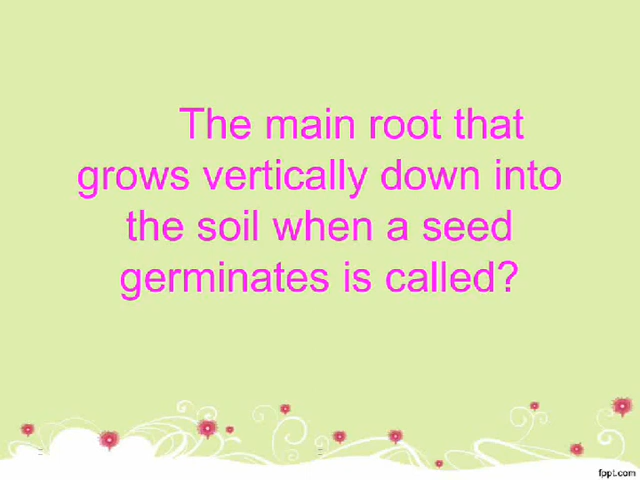 The main root that
grows vertically down into
the soil when a seed
germinates is called?
fppt.com